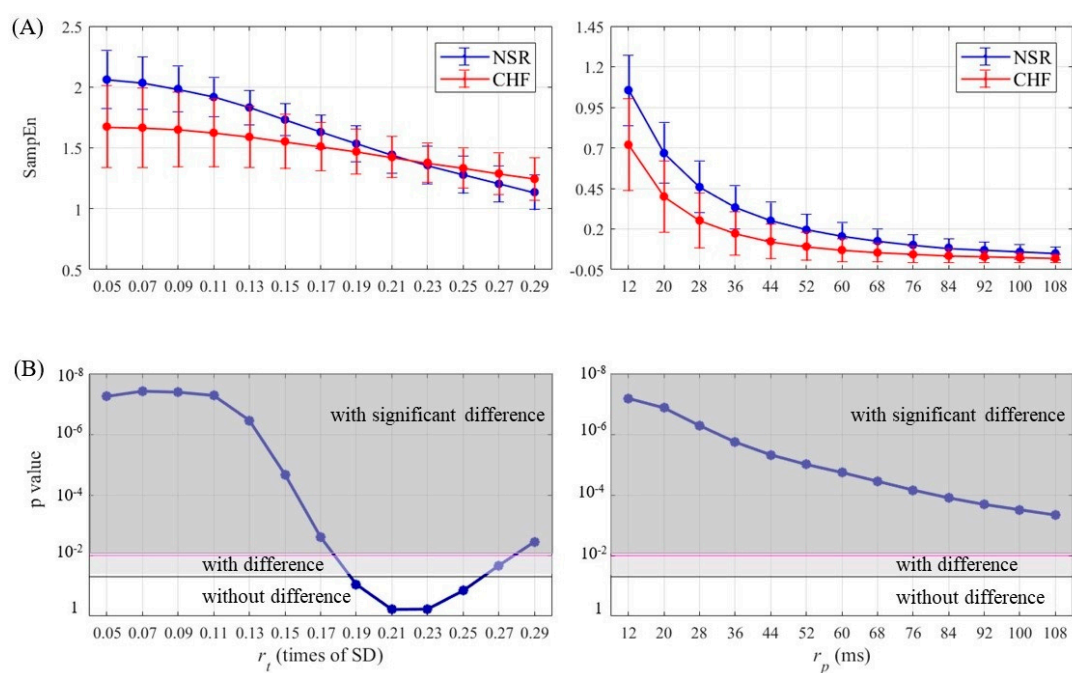 (A)
SampEn
2.5
2
1.5
1
0.5
NSR
CHF
0.05 0.07 0.09 0.11 0.13 0.15 0.17 0.19 0.21 0.23 0.25 0.27 0.29
1.45
1.2
0.95
0.7
0.45
0.2
-0.05
NSR
CHF
12 20 28 36 44 52 60 68 76 84 92 100 108
(B)
p value
10⁻⁸
10⁻⁶
10⁻⁴
10⁻²
1
with significant difference
with difference
without difference
0.05 0.07 0.09 0.11 0.13 0.15 0.17 0.19 0.21 0.23 0.25 0.27 0.29
r_t (times of SD)
10⁻⁸
10⁻⁶
10⁻⁴
10⁻²
1
with significant difference
with difference
without difference
12 20 28 36 44 52 60 68 76 84 92 100 108
r_p (ms)